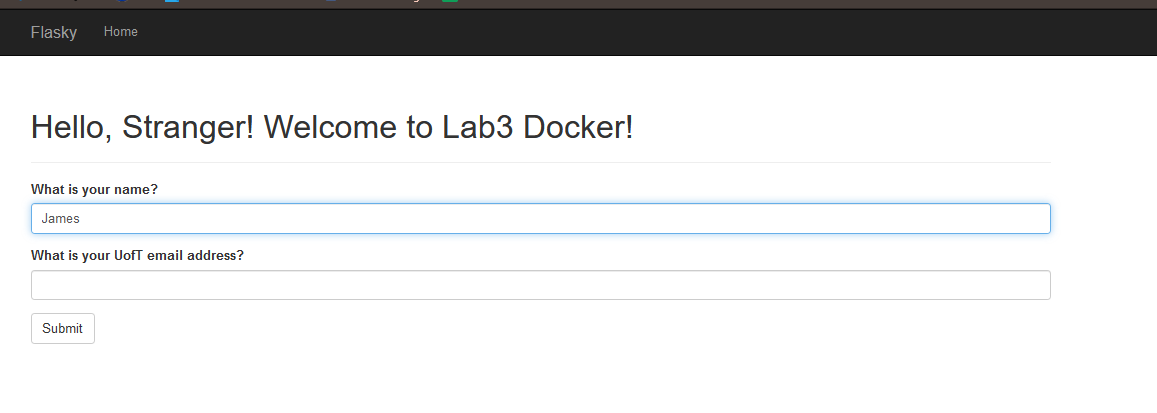 Flasky Home
Hello, Stranger! Welcome to Lab3 Docker!
What is your name?
James
What is your UofT email address?
Submit